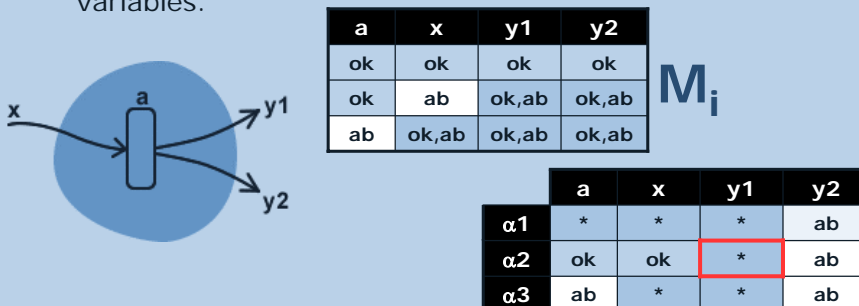 variables.
x
a
y1
y2
a x y1 y2
ok ok ok ok
ok ab ok,ab ok,ab
ab ok,ab ok,ab ok,ab
Mi
a x y1 y2
α1 * * * ab
α2 ok ok * ab
α3 ab * * ab